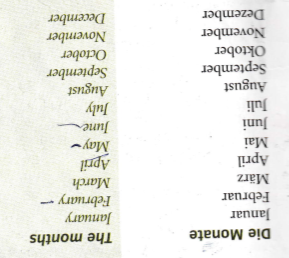 The months
January
February
March
April
May
June
July
August
September
October
November
December
Die Monate
Januar
Februar
März
April
Mai
Juni
Juli
August
September
Oktober
November
Dezember